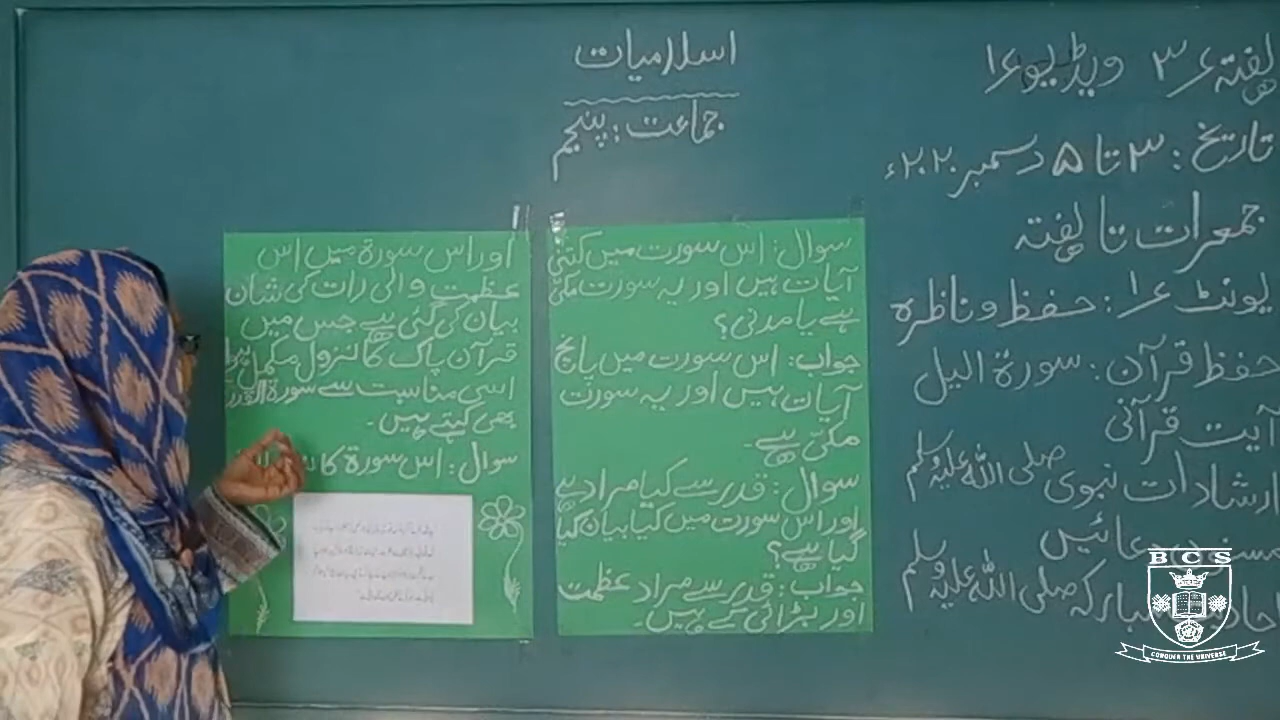 اسلامیات
جماعت: پنجم
ہفتہ ۳ ویڈیو ۱
تاریخ: ۳ تا ۵ دسمبر ۲۰۲۰ء
جمعرات تا ہفتہ
یونٹ ۱: حفظ و ناظرہ
حفظ قرآن: سورۃ الیل
آیت قرآنی
ارشادات نبوی صلی اللہ علیہ وسلم
مسنون دعائیں
احادیث مبارکہ صلی اللہ علیہ وسلم
سوال: اس سورت میں کتنی
آیات ہیں اور یہ سورت مکّی
ہے یا مدنی؟
جواب: اس سورت میں پانچ
آیات ہیں اور یہ سورت
مکّی ہے۔
سوال: قدر سے کیا مراد ہے
اور اس سورت میں کیا بیان کیا
گیا ہے؟
جواب: قدر سے مراد عظمت
اور بڑائی کے ہیں۔
اور اس سورۃ میں اس
عظمت والی رات کی شان
بیان کی گئی ہے جس میں
قرآن پاک کا نزول مکمل ہوا
اسی مناسبت سے سورۃ القدر
بھی کہتے ہیں۔
سوال: اس سورۃ کا
BCS
CONQUER THE UNIVERSE